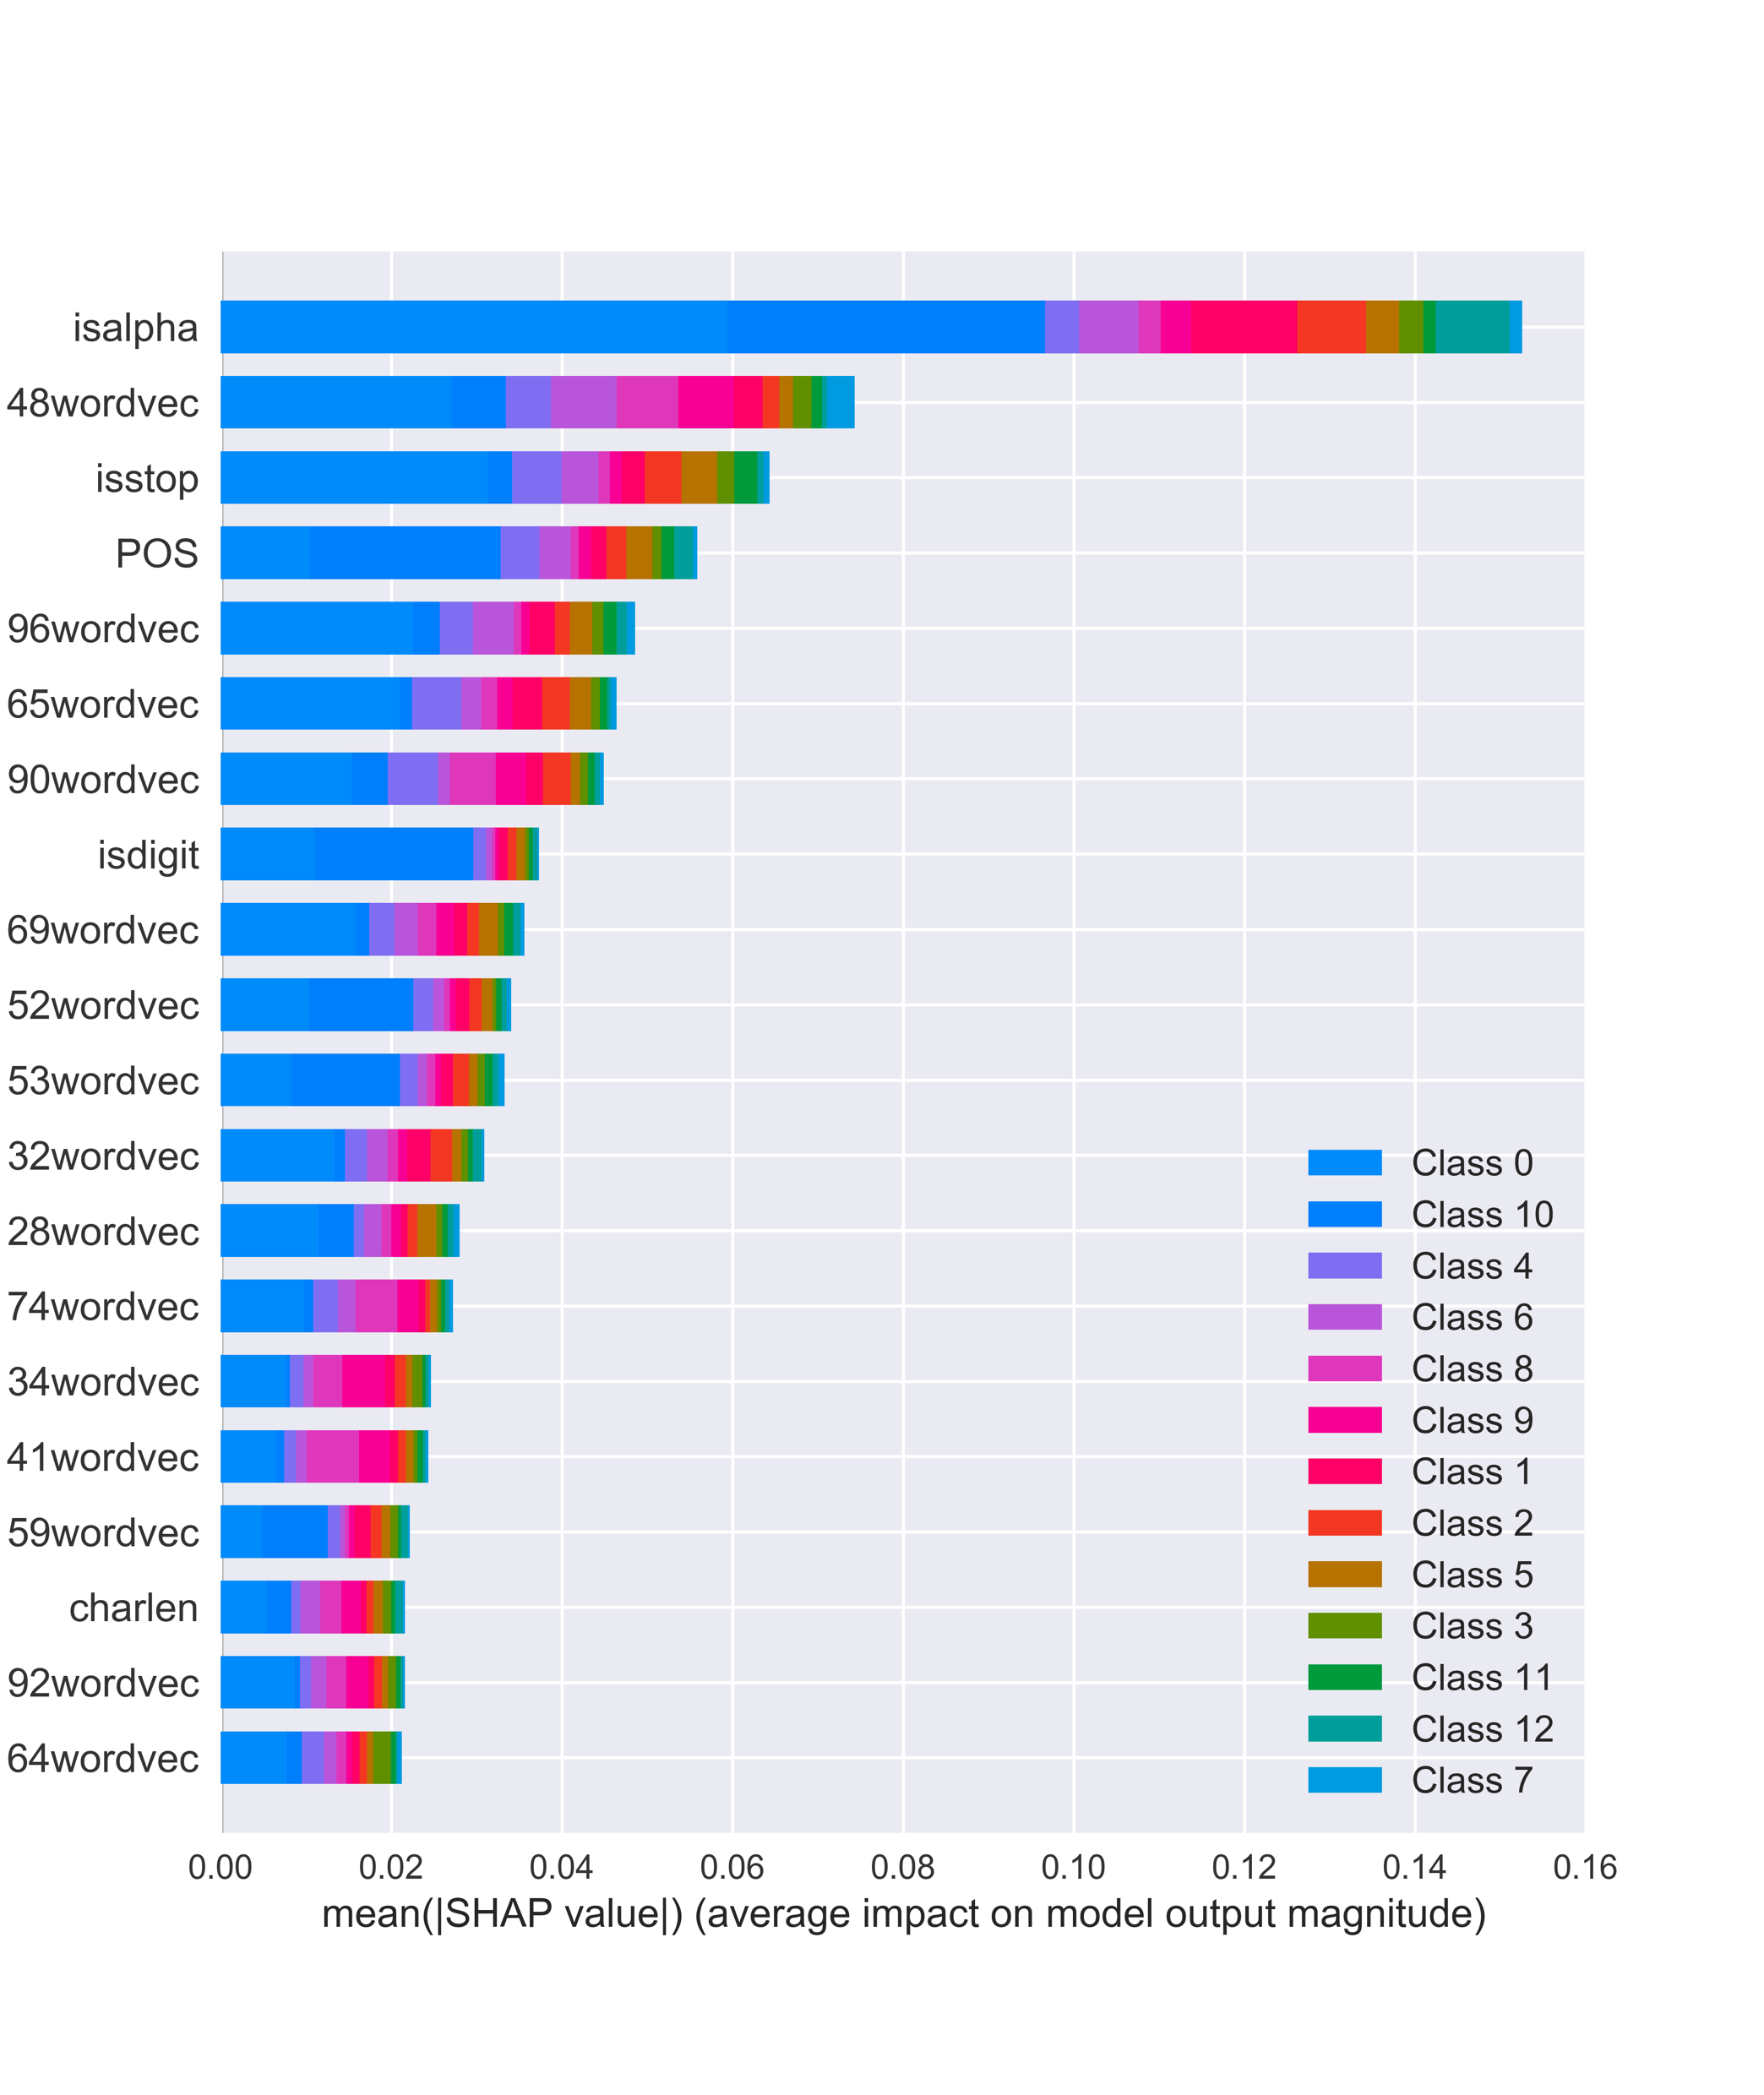 isalpha
48wordvec
isstop
POS
96wordvec
65wordvec
90wordvec
isdigit
69wordvec
52wordvec
53wordvec
32wordvec
28wordvec
74wordvec
34wordvec
41wordvec
59wordvec
charlen
92wordvec
64wordvec
Class 0
Class 10
Class 4
Class 6
Class 8
Class 9
Class 1
Class 2
Class 5
Class 3
Class 11
Class 12
Class 7
0.00 0.02 0.04 0.06 0.08 0.10 0.12 0.14 0.16
mean(|SHAP value|) (average impact on model output magnitude)